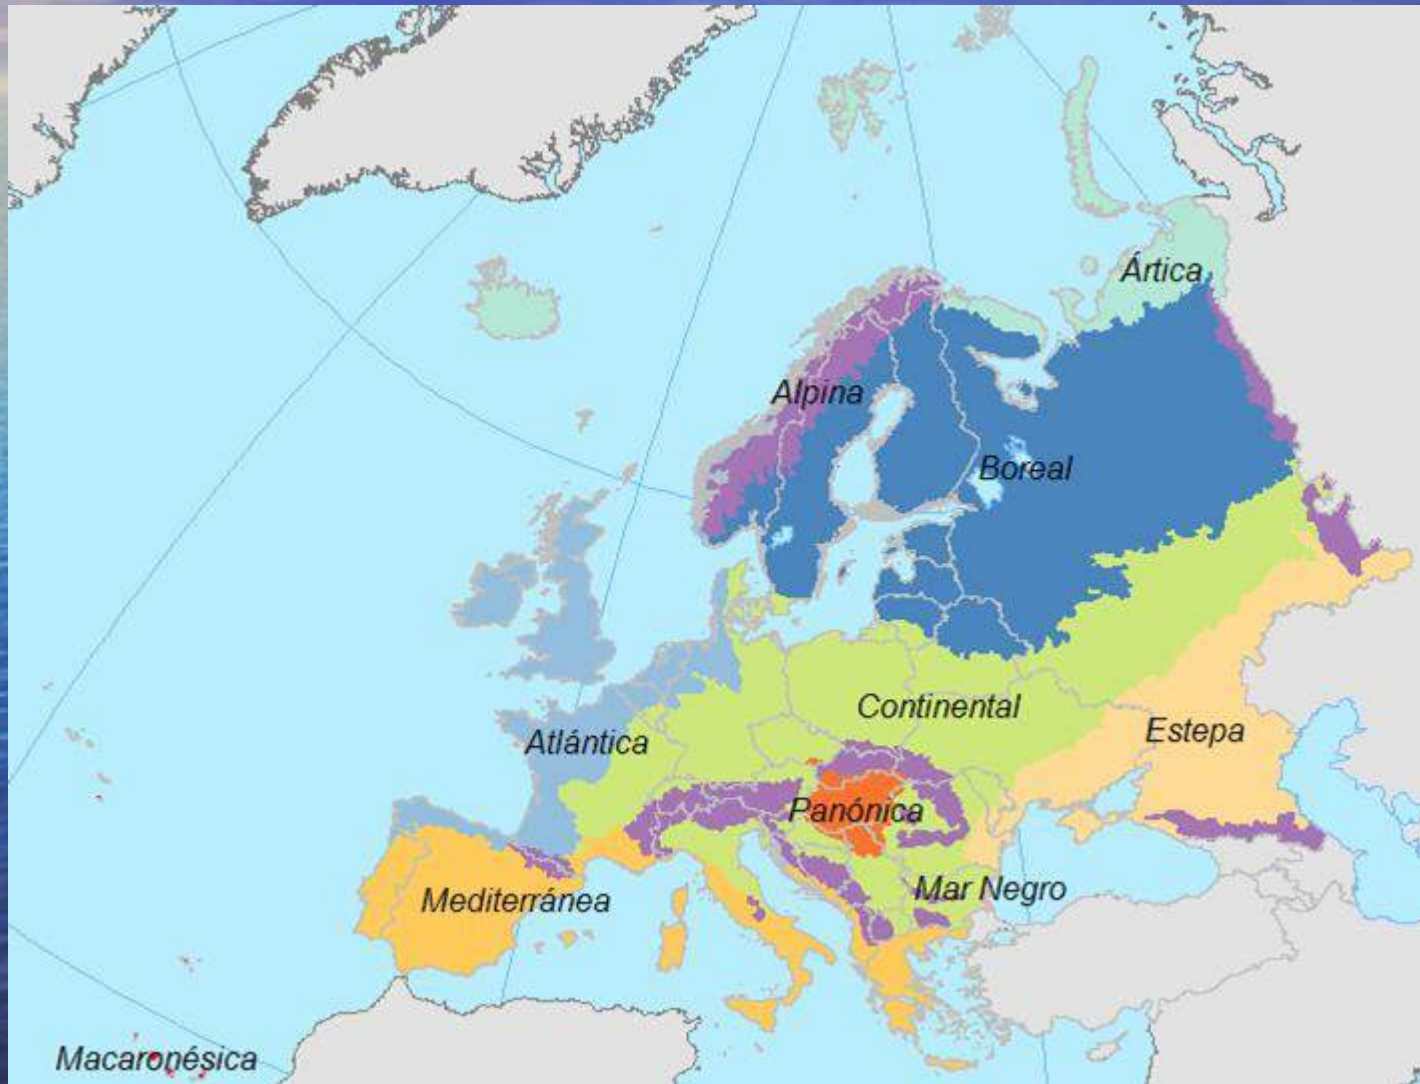 Ártica
Alpina
Boreal
Continental
Estepa
Atlántica
Panónica
Mar Negro
Mediterránea
Macaronésica